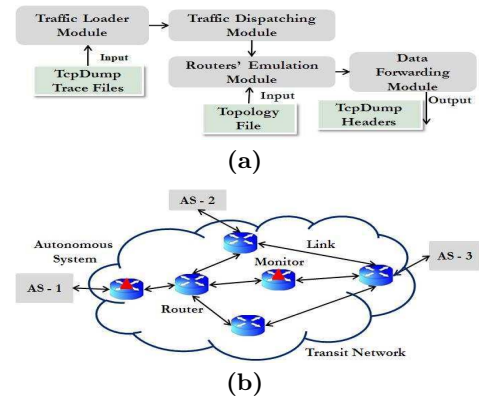 Traffic Loader
Module
Traffic Dispatching
Module
Input
TcpDump
Trace Files
Routers' Emulation
Module
Data
Forwarding
Module
Input
Topology
File
Output
TcpDump
Headers
(a)
AS - 2
Autonomous
System
Link
Monitor
AS - 3
AS - 1
Router
Transit Network
(b)